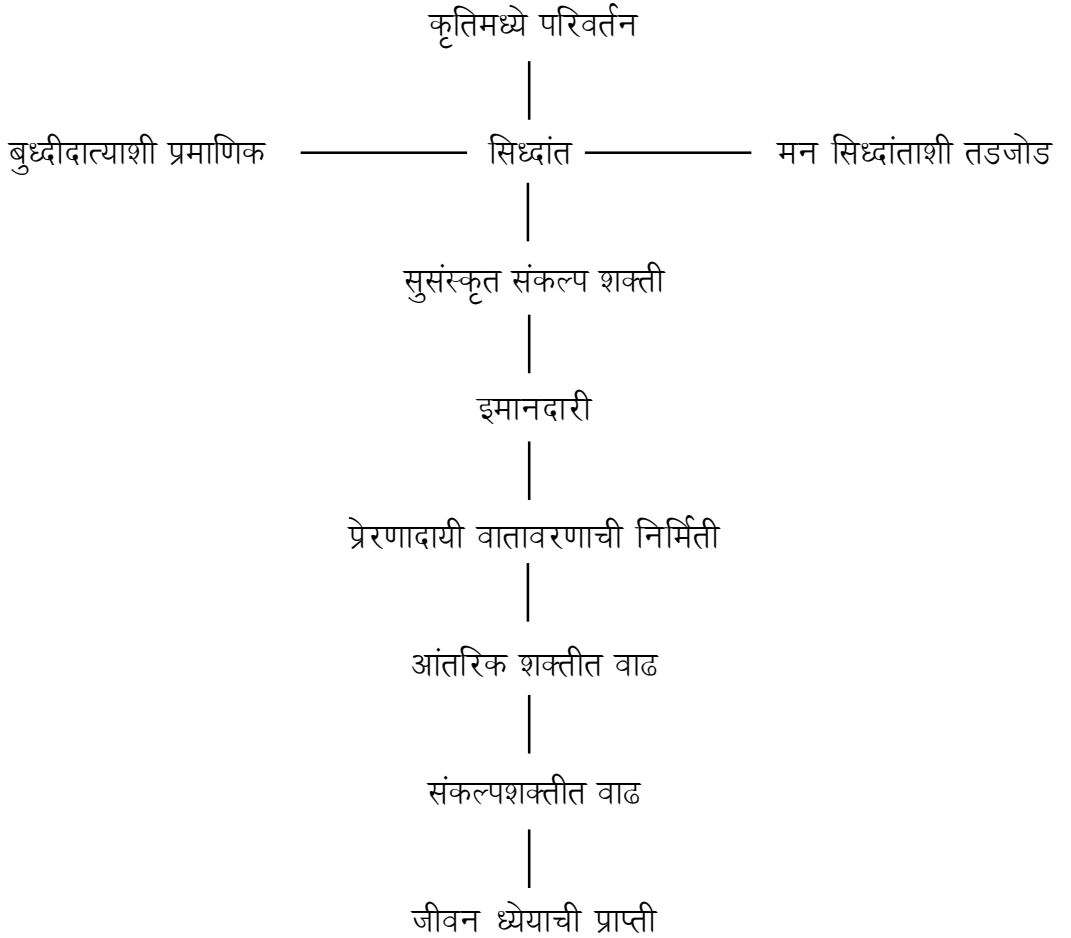 कृतिमध्ये परिवर्तन
बुध्दीदात्याशी प्रमाणिक सिध्दांत मन सिध्दांताशी तडजोड
सुसंस्कृत संकल्प शक्ती
इमानदारी
प्रेरणादायी वातावरणाची निर्मिती
आंतरिक शक्तीत वाढ
संकल्पशक्तीत वाढ
जीवन ध्येयाची प्राप्ती